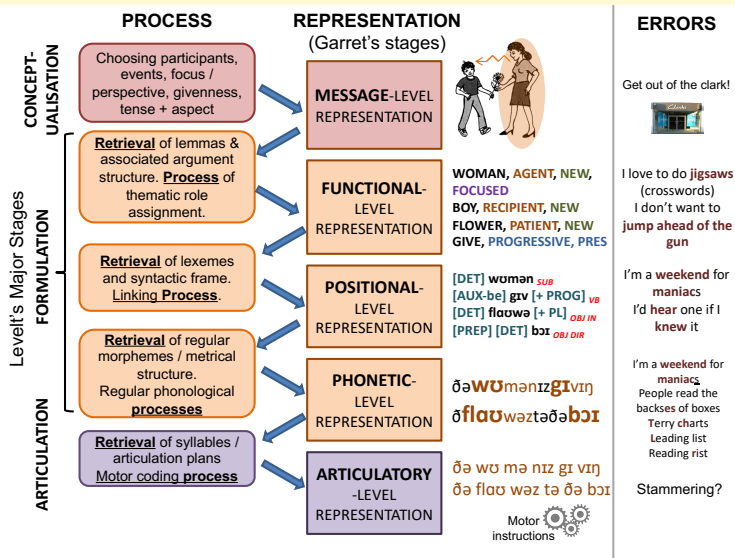 PROCESS
REPRESENTATION
(Garret's stages)
ERRORS
CONCEPT-
UALISATION
Choosing participants,
events, focus /
perspective, givenness,
tense + aspect
MESSAGE-LEVEL
REPRESENTATION
Get out of the clark!
Clarks
Levelt's Major Stages
FORMULATION
Retrieval of lemmas &
associated argument
structure. Process of
thematic role
assignment.
FUNCTIONAL-
LEVEL
REPRESENTATION
WOMAN, AGENT, NEW,
FOCUSED
BOY, RECIPIENT, NEW
FLOWER, PATIENT, NEW
GIVE, PROGRESSIVE, PRES
I love to do jigsaws
(crosswords)
I don't want to
jump ahead of the
gun
Retrieval of lexemes
and syntactic frame.
Linking Process.
POSITIONAL-
LEVEL
REPRESENTATION
[DET] wʊmən SUB
[AUX-be] gɪv [+ PROG] VB
[DET] flaʊwə [+ PL] OBJ IN
[PREP] [DET] bɔɪ OBJ DIR
I'm a weekend for
maniacs
I'd hear one if I
knew it
Retrieval of regular
morphemes / metrical
structure.
Regular phonological
processes
PHONETIC-
LEVEL
REPRESENTATION
ðəwʊmənɪzgɪvɪŋ
ðflaʊwəztəðəbɔɪ
I'm a weekend for
maniacs
People read the
backses of boxes
Terry charts
Leading list
Reading rist
ARTICULATION
Retrieval of syllables /
articulation plans
Motor coding process
ARTICULATORY
-LEVEL
REPRESENTATION
ðə wʊ mə nɪz gɪ vɪŋ
ðə flaʊ wəz tə ðə bɔɪ
Motor
instructions
Stammering?